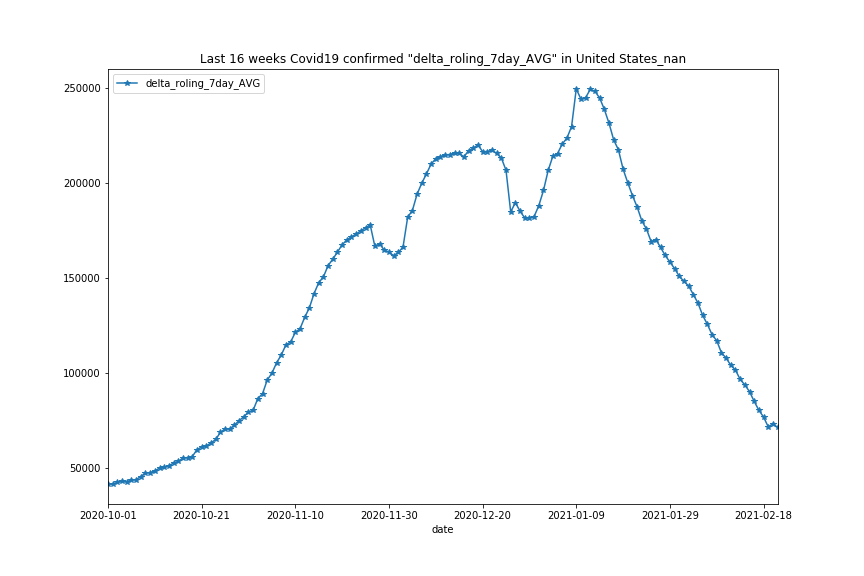 Last 16 weeks Covid19 confirmed "delta_roling_7day_AVG" in United States_nan
delta_roling_7day_AVG
250000
200000
150000
100000
50000
2020-10-01 2020-10-21 2020-11-10 2020-11-30 2020-12-20 2021-01-09 2021-01-29 2021-02-18
date